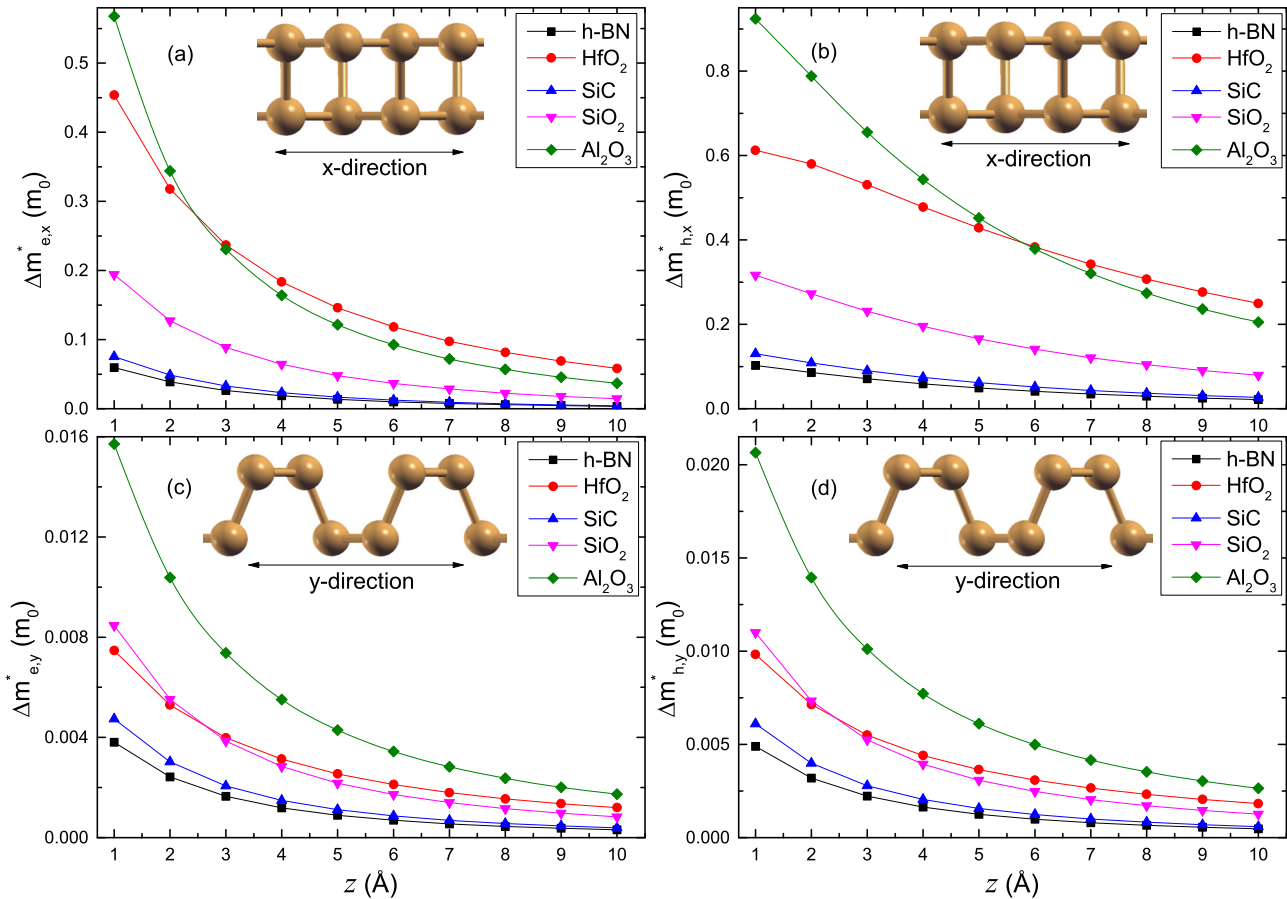 (a)
h-BN
HfO₂
SiC
SiO₂
Al₂O₃
x-direction
Δm*e,x (m₀)
0.5
0.4
0.3
0.2
0.1
0.0
1 2 3 4 5 6 7 8 9 10
(b)
h-BN
HfO₂
SiC
SiO₂
Al₂O₃
x-direction
Δm*h,x (m₀)
0.8
0.6
0.4
0.2
0.0
1 2 3 4 5 6 7 8 9 10
(c)
h-BN
HfO₂
SiC
SiO₂
Al₂O₃
y-direction
Δm*e,y (m₀)
0.016
0.012
0.008
0.004
0.000
1 2 3 4 5 6 7 8 9 10
z (Å)
(d)
h-BN
HfO₂
SiC
SiO₂
Al₂O₃
y-direction
Δm*h,y (m₀)
0.020
0.015
0.010
0.005
0.000
1 2 3 4 5 6 7 8 9 10
z (Å)